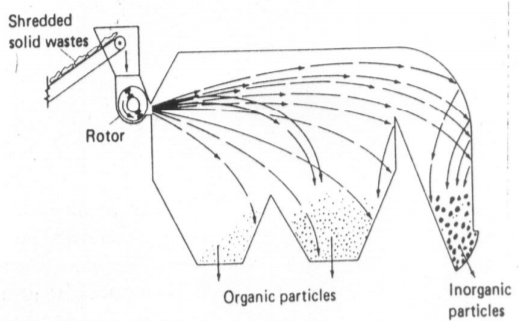 Shredded
solid wastes
Rotor
Organic particles
Inorganic
particles